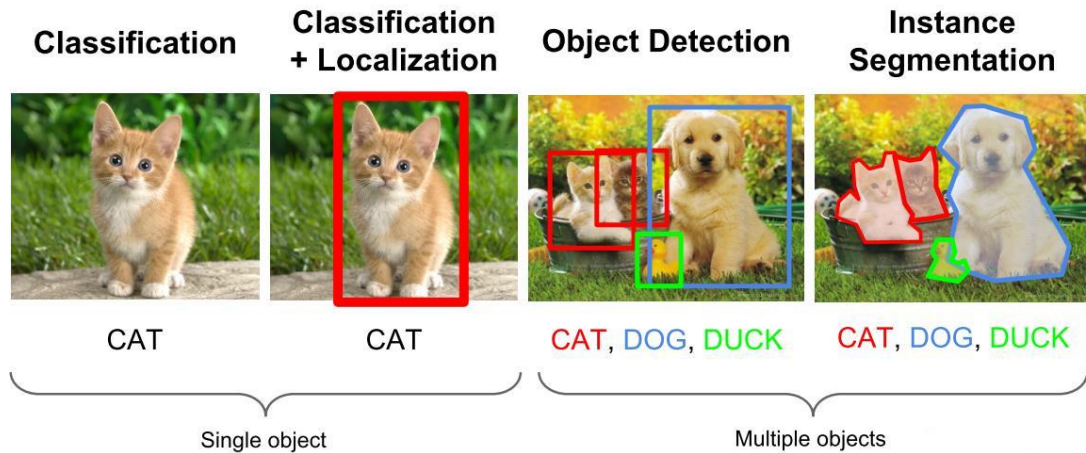 Classification
Classification
+ Localization
Object Detection
Instance
Segmentation
CAT
CAT
CAT, DOG, DUCK
CAT, DOG, DUCK
Single object
Multiple objects